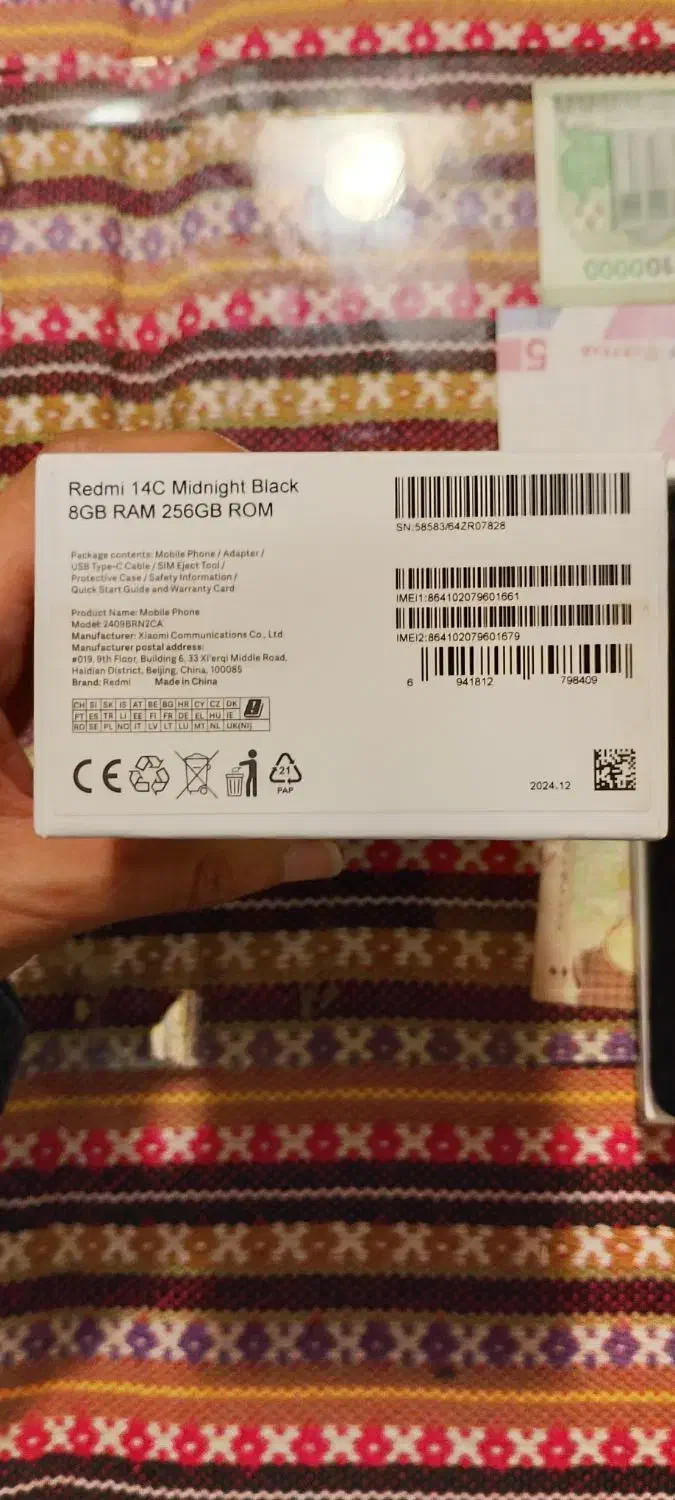 100000
5
Redmi 14C Midnight Black
8GB RAM 256GB ROM
Package contents: Mobile Phone / Adapter /
USB Type-C Cable / SIM Eject Tool /
Protective Case / Safety Information /
Quick Start Guide and Warranty Card
Product Name: Mobile Phone
Model: 2409BRN2CA
Manufacturer: Xiaomi Communications Co., Ltd
Manufacturer postal address:
#019, 9th Floor, Building 6, 33 Xi'erqi Middle Road,
Haidian District, Beijing, China, 100085
Brand: Redmi Made in China
CH SI SK IS AT BE BG HR CY CZ DK
PT ES TR LI EE FI FR DE EL HU IE
RO SE PL NO IT LV LT LU MT NL UK(NI)
CE
21
PAP
SN:58583/64ZR07828
IMEI1:864102079601661
IMEI2:864102079601679
6 941812 798409
2024.12